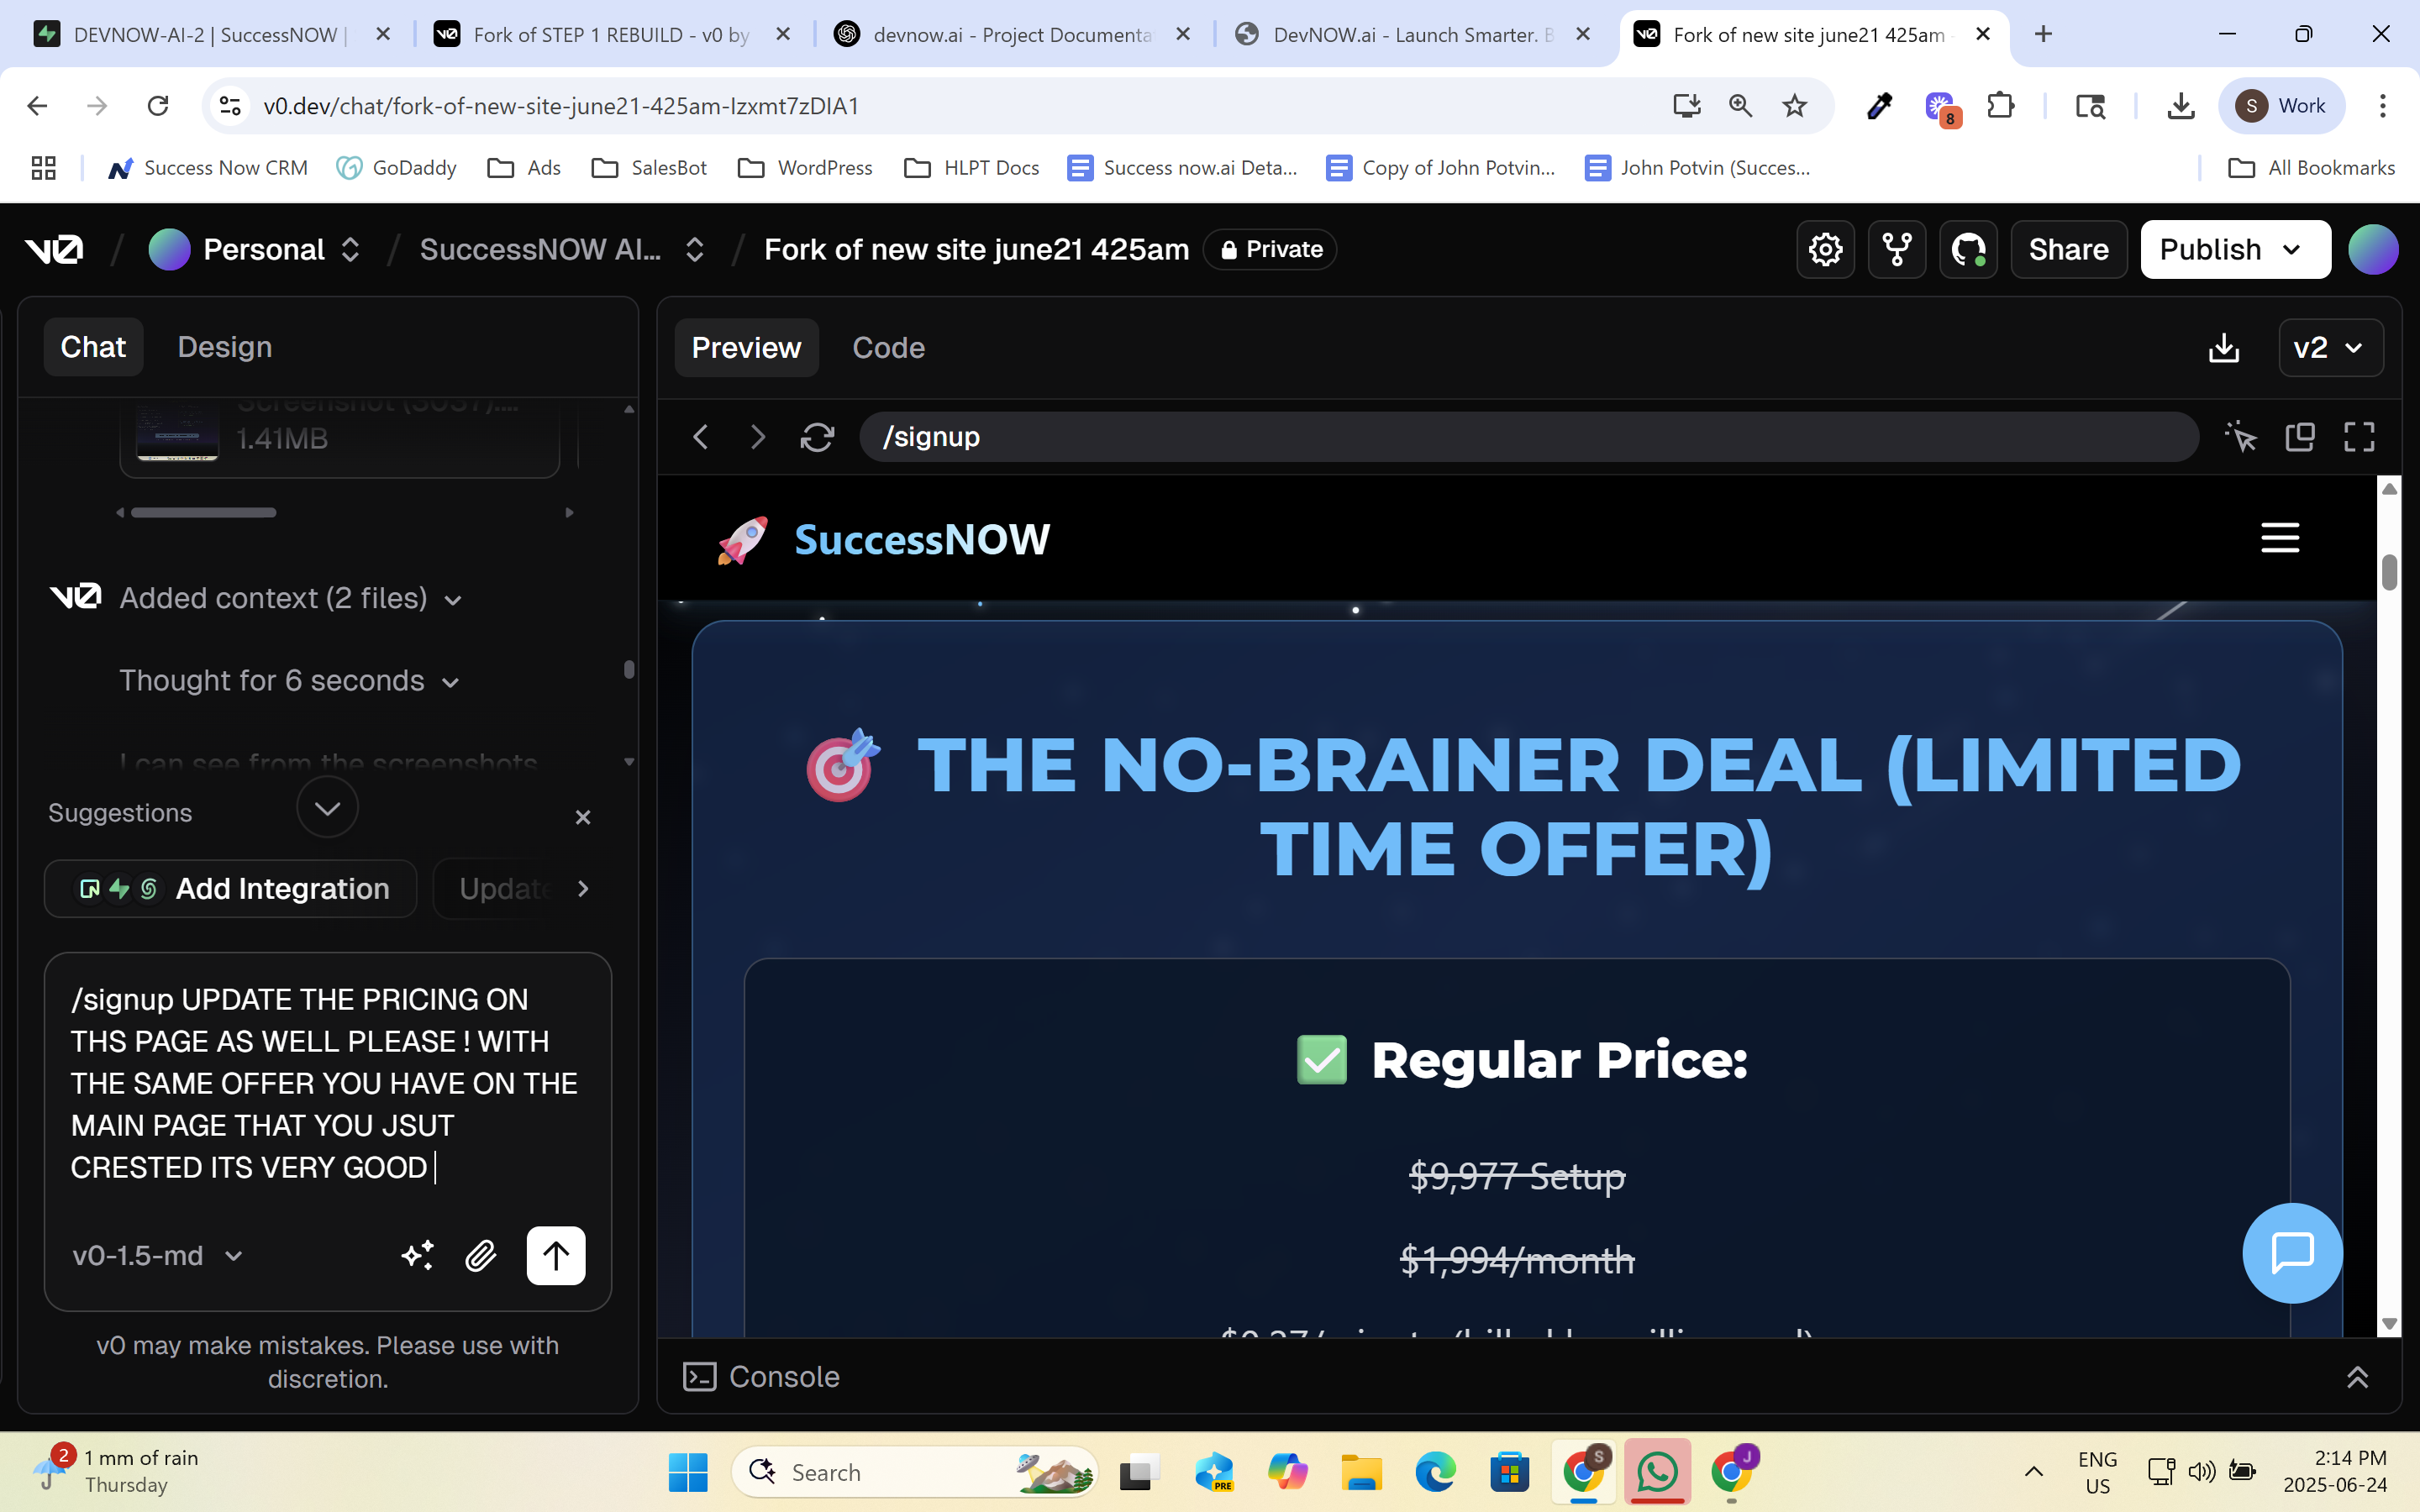 DEVNOW-AI-2 | SuccessNOW |
Fork of STEP 1 REBUILD - v0 by
devnow.ai - Project Documenta
DevNOW.ai - Launch Smarter. B
Fork of new site june21 425am -
v0.dev/chat/fork-of-new-site-june21-425am-Izxmt7zDIA1
8
S Work
Success Now CRM
GoDaddy
Ads
SalesBot
WordPress
HLPT Docs
Success now.ai Deta...
Copy of John Potvin...
John Potvin (Succes...
All Bookmarks
v0 / Personal / SuccessNOW AI... / Fork of new site june21 425am Private
Share
Publish
Chat
Design
Screenshot (3037)....
1.41MB
v0 Added context (2 files)
Thought for 6 seconds
I can see from the screenshots
Suggestions
Add Integration
Update
/signup UPDATE THE PRICING ON
THS PAGE AS WELL PLEASE ! WITH
THE SAME OFFER YOU HAVE ON THE
MAIN PAGE THAT YOU JSUT
CRESTED ITS VERY GOOD
v0-1.5-md
v0 may make mistakes. Please use with
discretion.
Preview
Code
v2
/signup
SuccessNOW
THE NO-BRAINER DEAL (LIMITED
TIME OFFER)
Regular Price:
$9,977 Setup
$1,994/month
Console
2
1 mm of rain
Thursday
Search
PRE
S
J
ENG
US
2:14 PM
2025-06-24